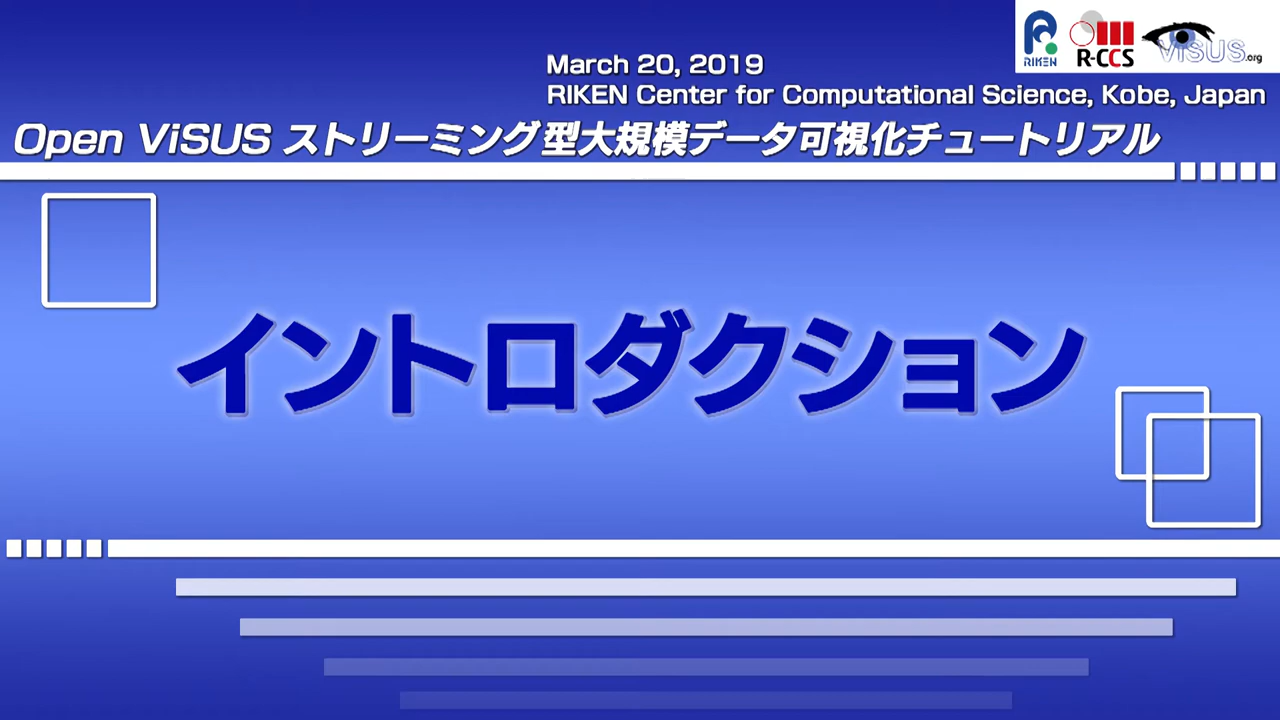 RIKEN R-CCS ViSUS.org
March 20, 2019
RIKEN Center for Computational Science, Kobe, Japan
Open ViSUS ストリーミング型大規模データ可視化チュートリアル
イントロダクション